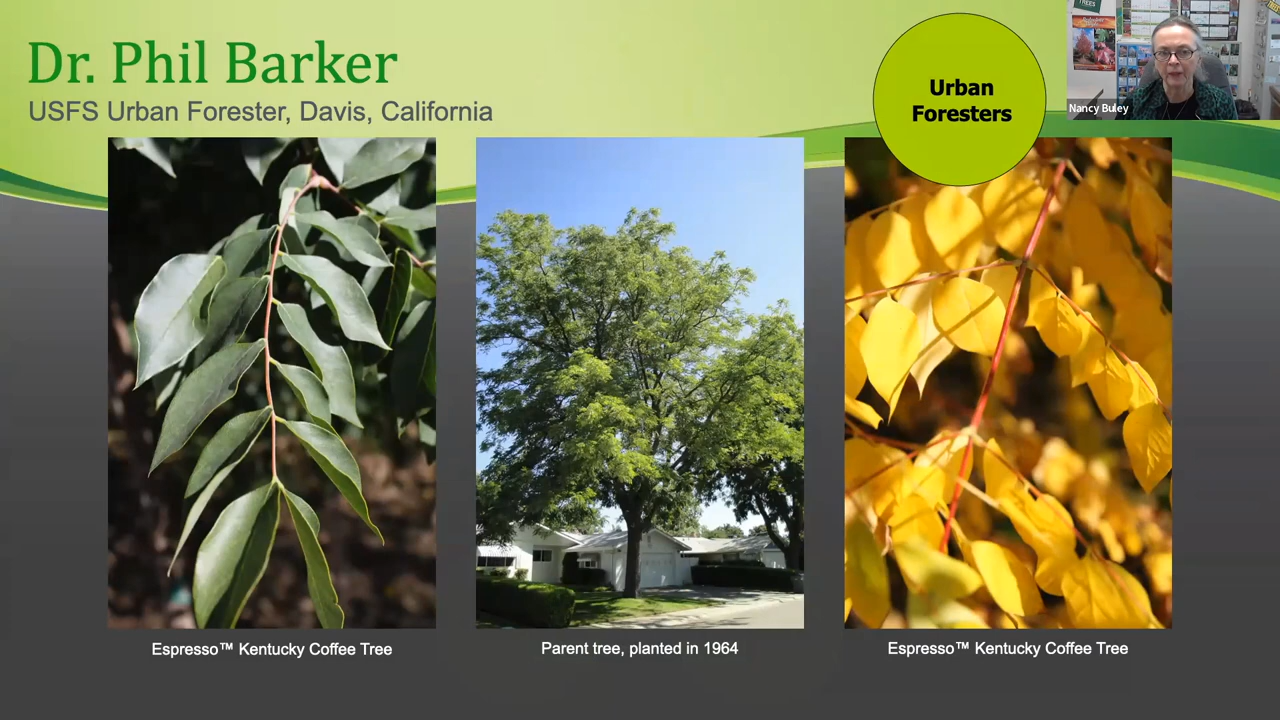 Dr. Phil Barker
USFS Urban Forester, Davis, California
Urban
Foresters
TREES
Nancy Buley
Espresso™ Kentucky Coffee Tree
Parent tree, planted in 1964
Espresso™ Kentucky Coffee Tree